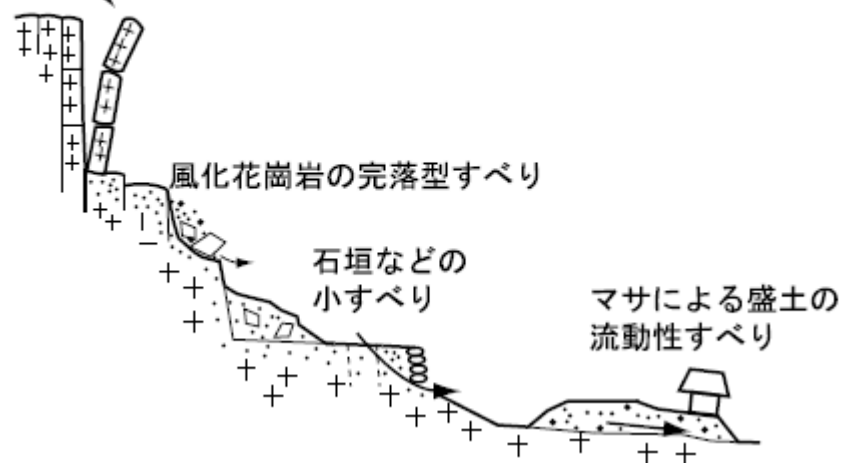 風化花崗岩の完落型すべり
石垣などの
小すべり
マサによる盛土の
流動性すべり